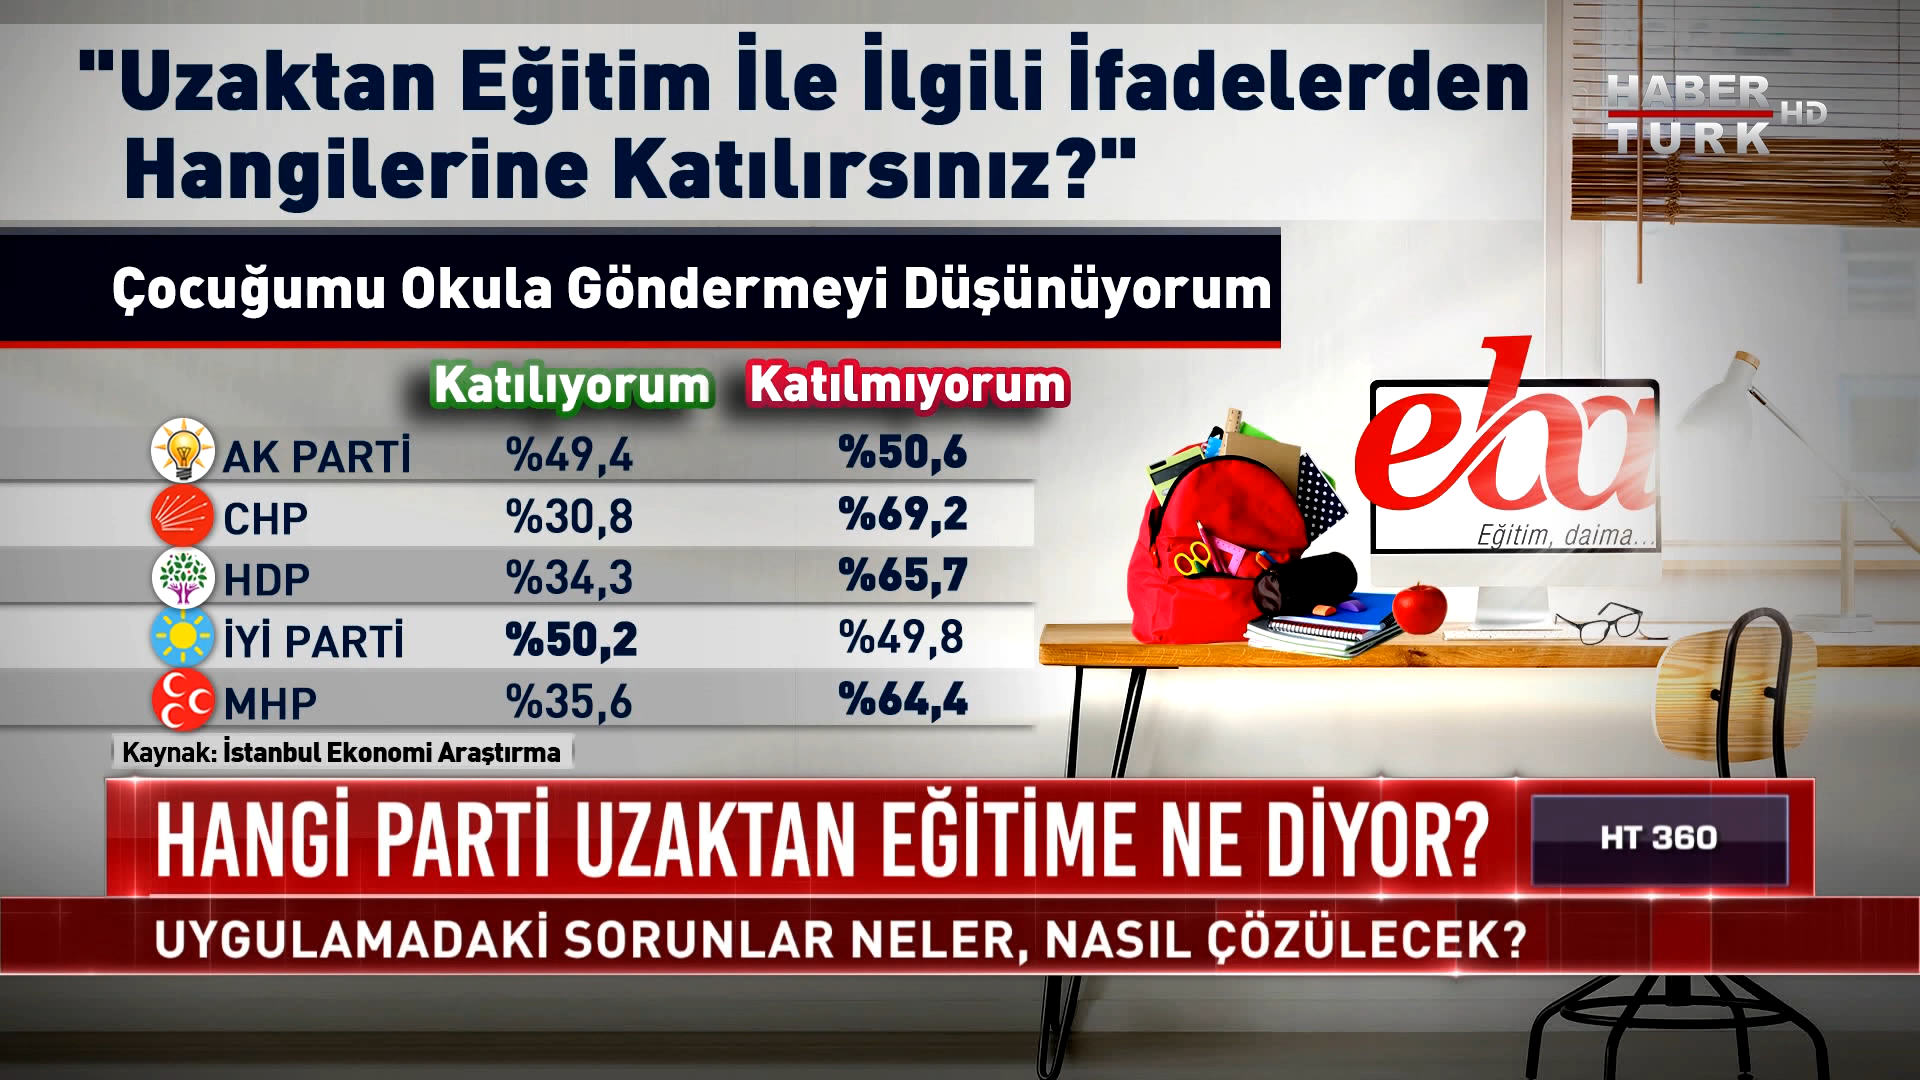 "Uzaktan Eğitim İle İlgili İfadelerden
Hangilerine Katılırsınız?"
HABER
TÜRK HD
Çocuğumu Okula Göndermeyi Düşünüyorum
Katılıyorum Katılmıyorum
AK PARTİ %49,4 %50,6
CHP %30,8 %69,2
HDP %34,3 %65,7
İYİ PARTİ %50,2 %49,8
MHP %35,6 %64,4
eba
Eğitim, daima...
Kaynak: İstanbul Ekonomi Araştırma
HANGİ PARTİ UZAKTAN EĞİTİME NE DİYOR?
HT 360
UYGULAMADAKİ SORUNLAR NELER, NASIL ÇÖZÜLECEK?